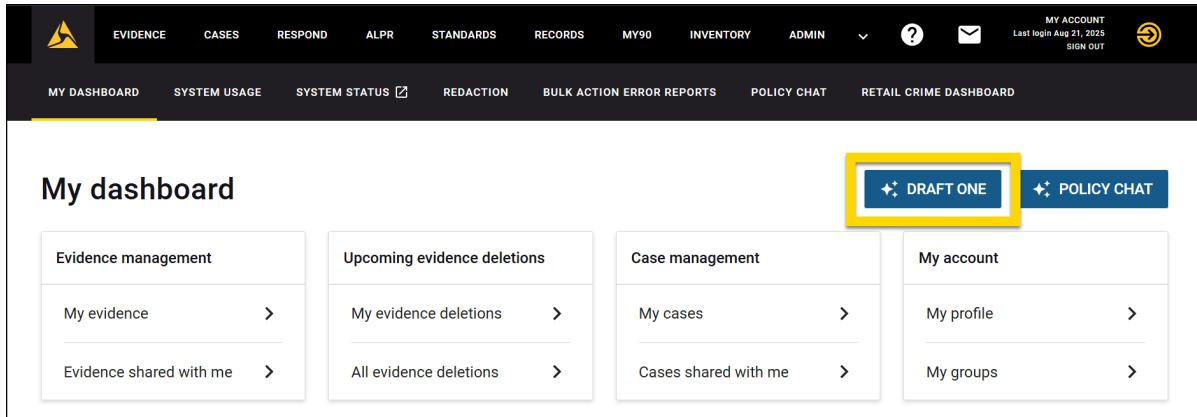 EVIDENCE CASES RESPOND ALPR STANDARDS RECORDS MY90 INVENTORY ADMIN
MY ACCOUNT
Last login Aug 21, 2025
SIGN OUT
MY DASHBOARD SYSTEM USAGE SYSTEM STATUS REDACTION BULK ACTION ERROR REPORTS POLICY CHAT RETAIL CRIME DASHBOARD
My dashboard
DRAFT ONE
POLICY CHAT
Evidence management
My evidence
Evidence shared with me
Upcoming evidence deletions
My evidence deletions
All evidence deletions
Case management
My cases
Cases shared with me
My account
My profile
My groups